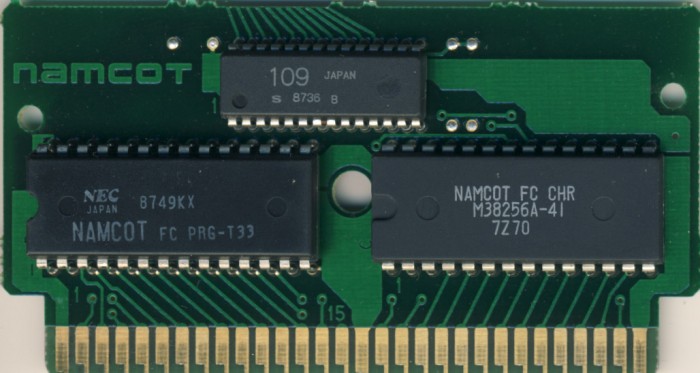 namcot
109 JAPAN
S 8736 B
1
NEC 8749KX
JAPAN
NAMCOT FC PRG-T33
NAMCOT FC CHR
M38256A-41
7Z70
1
1
15